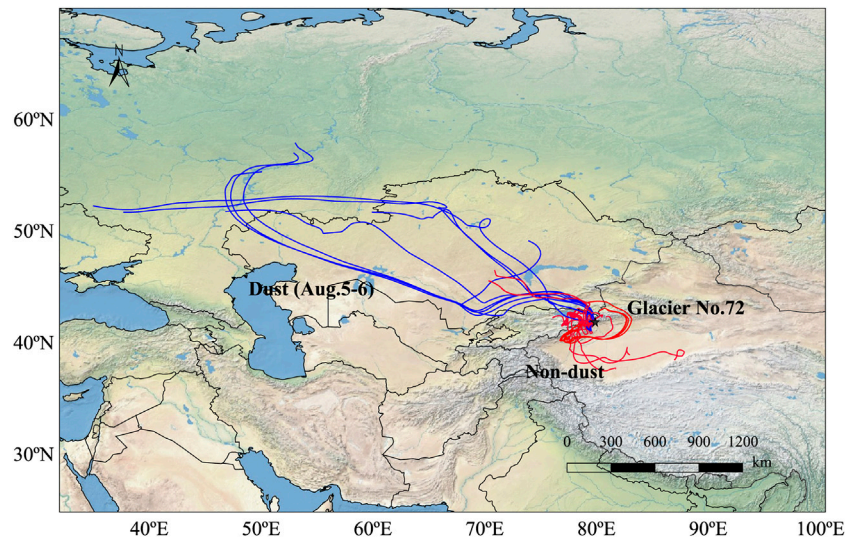 N
60ºN
50ºN
Dust (Aug.5-6)
Glacier No.72
40ºN
Non-dust
0 300 600 900 1200
km
30ºN
40ºE 50ºE 60ºE 70ºE 80ºE 90ºE 100ºE